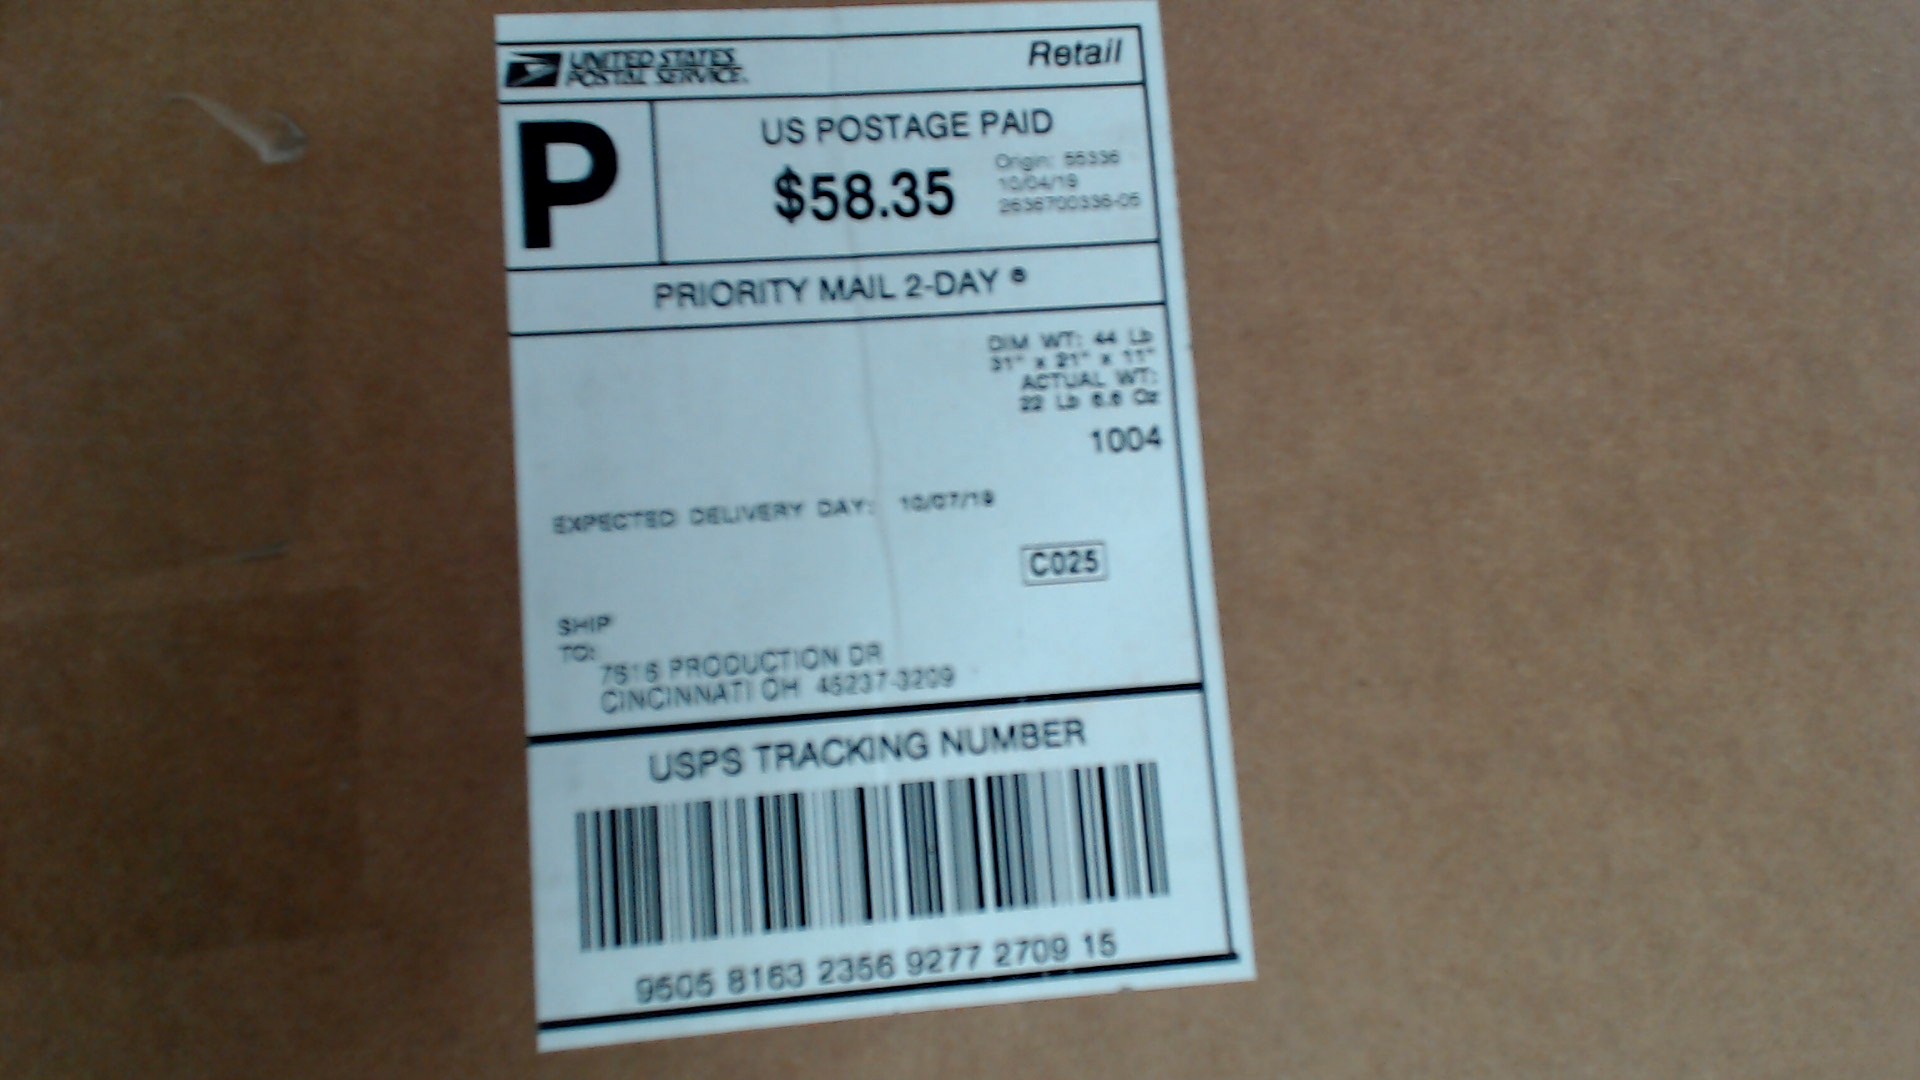 UNITED STATES
POSTAL SERVICE.
Retail
P
US POSTAGE PAID
$58.35
Origin: 55336
10/04/19
2636700336-05
PRIORITY MAIL 2-DAY ®
DIM WT: 44 Lb
31" x 21" x 11"
ACTUAL WT:
22 Lb 6.6 Oz
1004
EXPECTED DELIVERY DAY: 10/07/19
C025
SHIP
TO:
PRODUCTION DR
CINCINNATI OH 45237-3209
USPS TRACKING NUMBER
9505 8163 2356 9277 2709 15